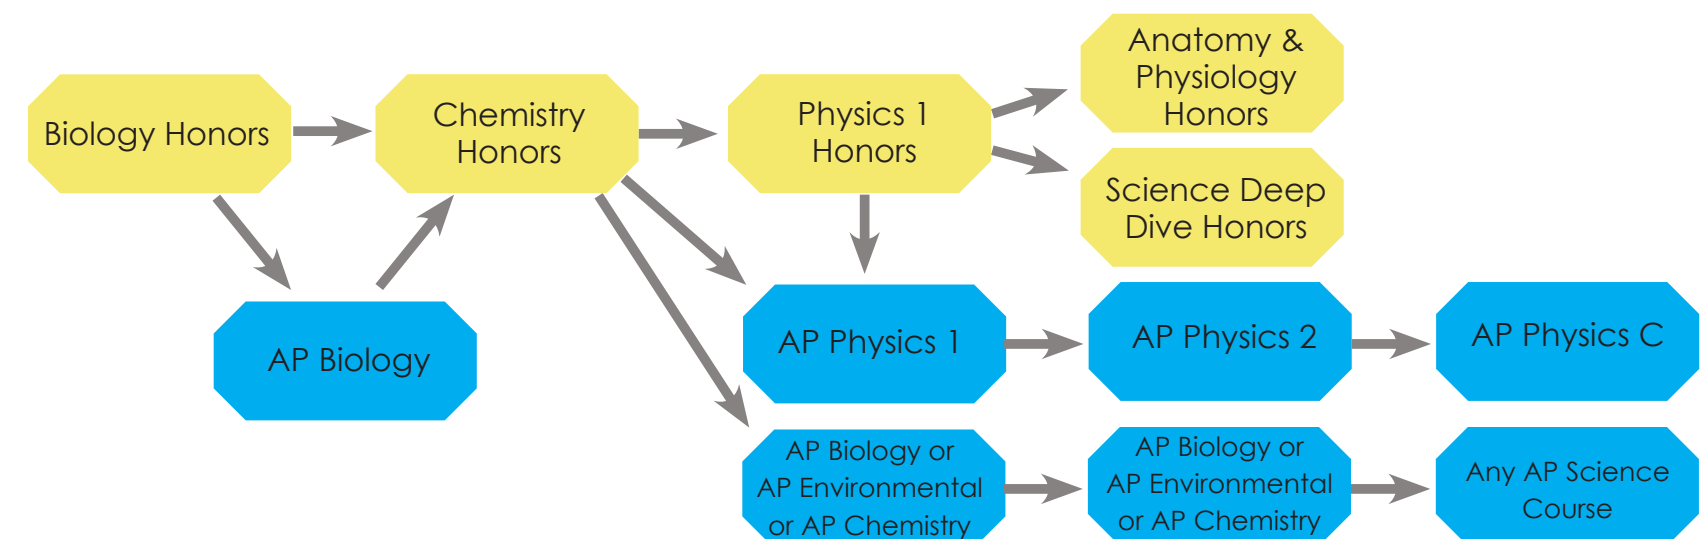 Biology Honors
Chemistry
Honors
Physics 1
Honors
Anatomy &
Physiology
Honors
Science Deep
Dive Honors
AP Biology
AP Physics 1
AP Physics 2
AP Physics C
AP Biology or
AP Environmental
or AP Chemistry
AP Biology or
AP Environmental
or AP Chemistry
Any AP Science
Course